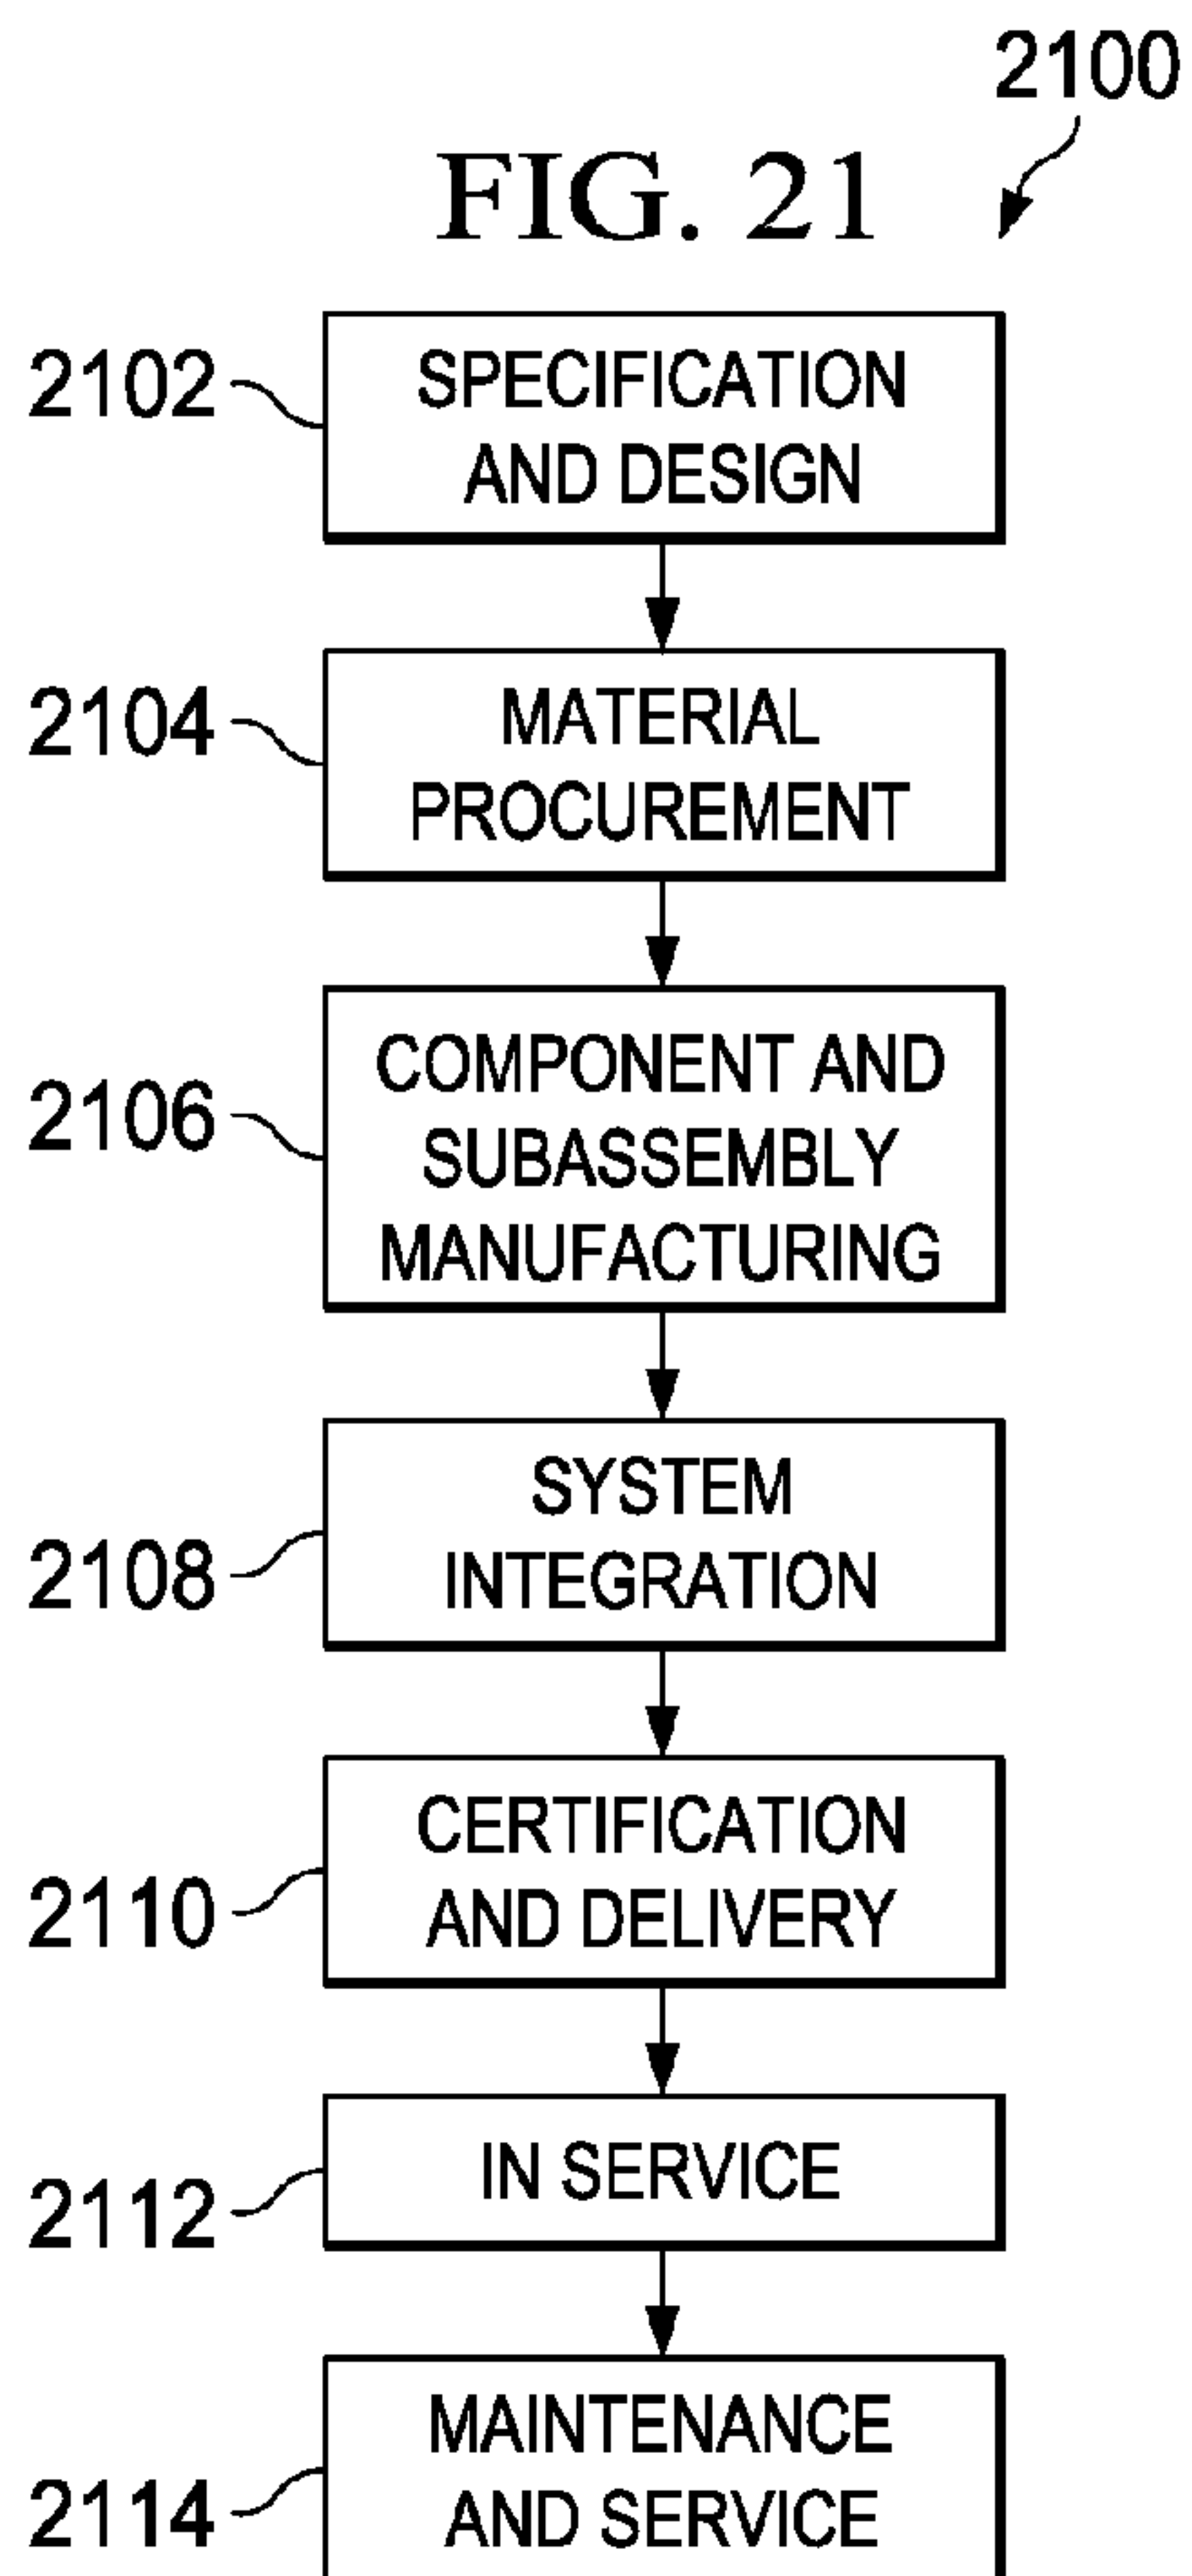 2100
FIG. 21
2102
SPECIFICATION
AND DESIGN
2104
MATERIAL
PROCUREMENT
2106
COMPONENT AND
SUBASSEMBLY
MANUFACTURING
2108
SYSTEM
INTEGRATION
2110
CERTIFICATION
AND DELIVERY
2112
IN SERVICE
2114
MAINTENANCE
AND SERVICE